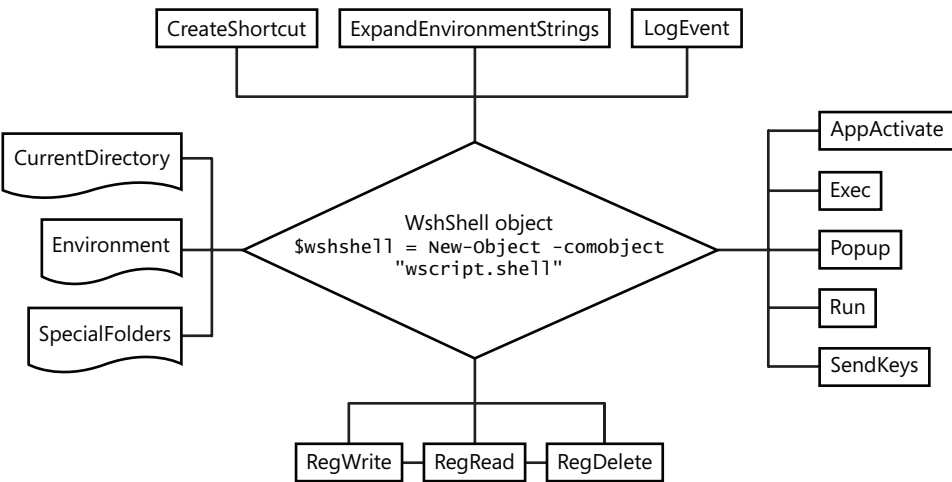 CreateShortcut
ExpandEnvironmentStrings
LogEvent
CurrentDirectory
Environment
SpecialFolders
WshShell object
$wshshell = New-Object -comobject
"wscript.shell"
AppActivate
Exec
Popup
Run
SendKeys
RegWrite
RegRead
RegDelete